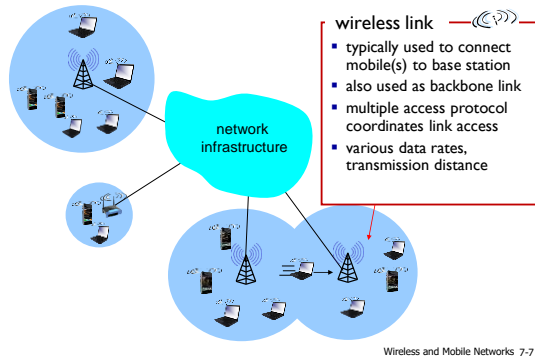 wireless link
▪ typically used to connect
mobile(s) to base station
▪ also used as backbone link
▪ multiple access protocol
coordinates link access
▪ various data rates,
transmission distance
network
infrastructure
Wireless and Mobile Networks 7-7